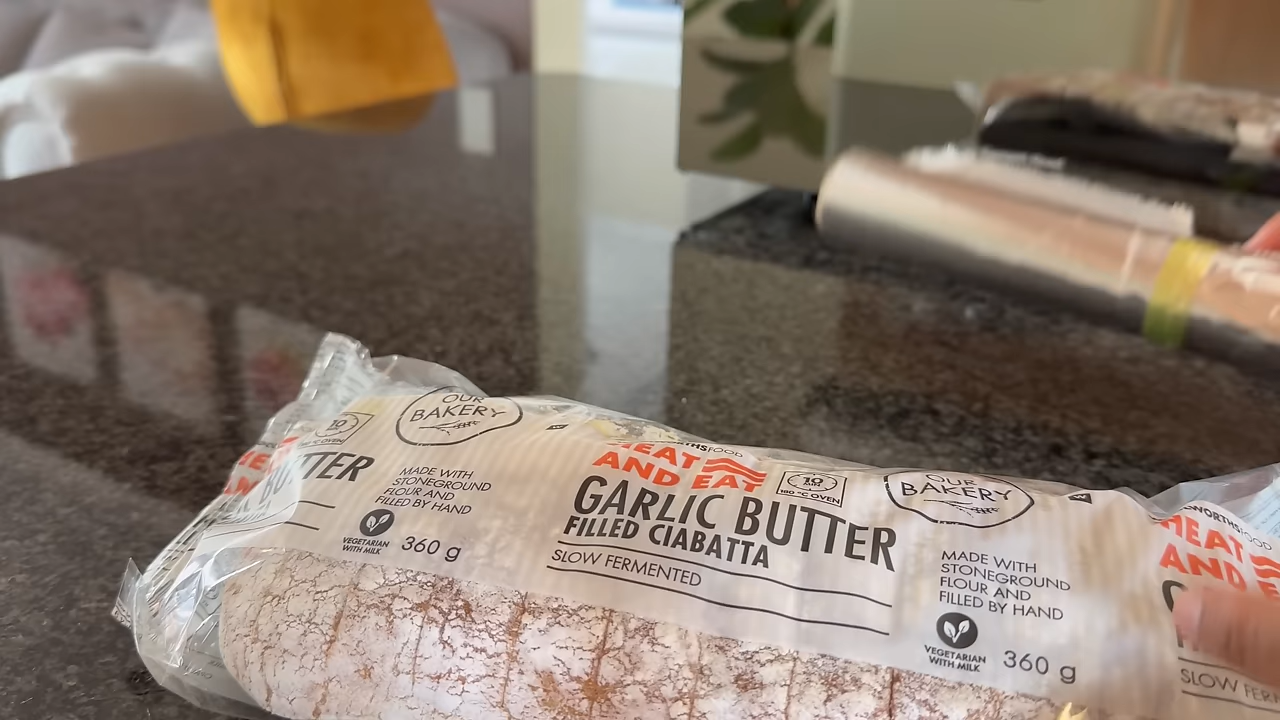 OUR
BAKERY
10
BUTTER
MADE WITH
STONEGROUND
FLOUR AND
FILLED BY HAND
VEGETARIAN
WITH MILK
360 g
HEAT
AND EAT
GARLIC BUTTER
FILLED CIABATTA
SLOW FERMENTED
10
180 °C OVEN
OUR
BAKERY
MADE WITH
STONEGROUND
FLOUR AND
FILLED BY HAND
VEGETARIAN
WITH MILK
360 g
HEAT
AND
SLOW